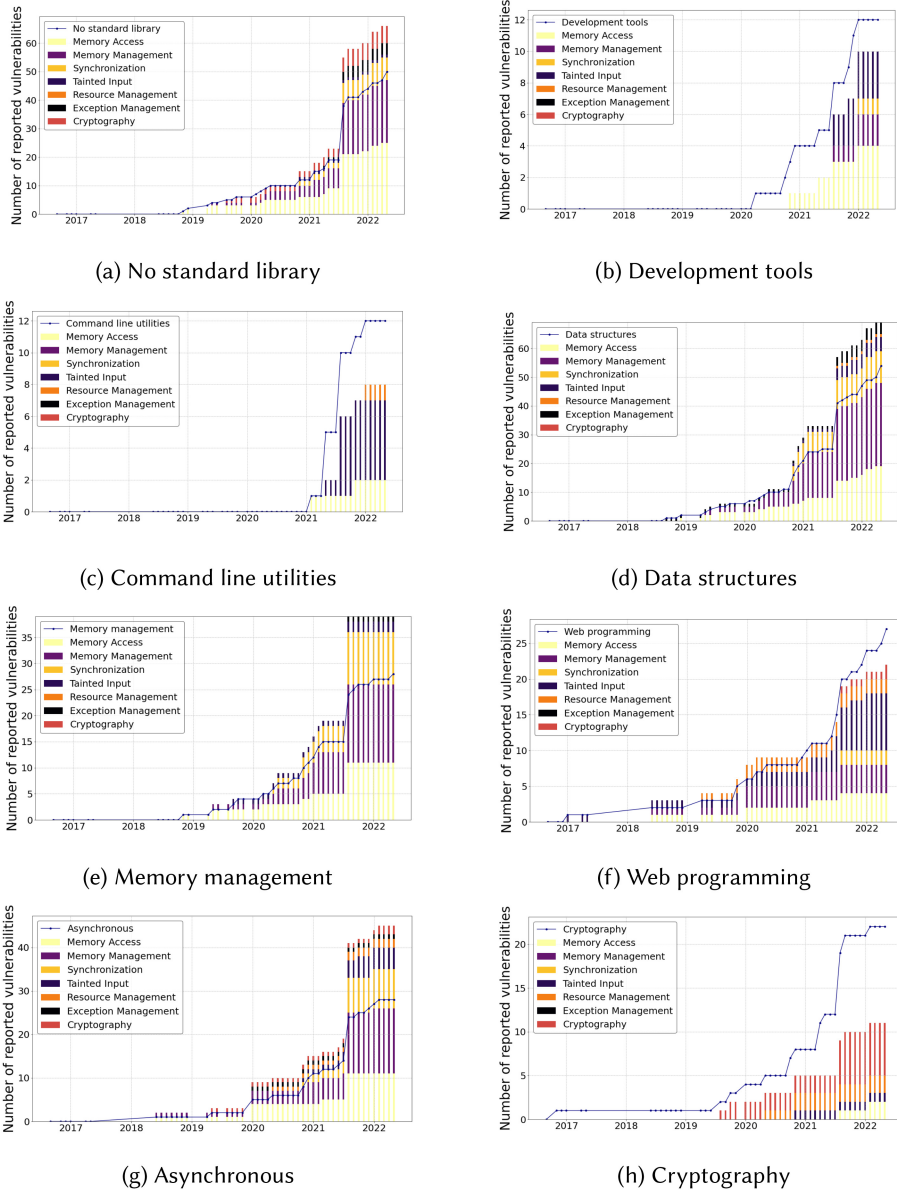 Number of reported vulnerabilities
No standard library
Memory Access
Memory Management
Synchronization
Tainted Input
Resource Management
Exception Management
Cryptography
60
50
40
30
20
10
0
2017 2018 2019 2020 2021 2022
(a) No standard library
Number of reported vulnerabilities
Development tools
Memory Access
Memory Management
Synchronization
Tainted Input
Resource Management
Exception Management
Cryptography
12
10
8
6
4
2
0
2017 2018 2019 2020 2021 2022
(b) Development tools
Number of reported vulnerabilities
Command line utilities
Memory Access
Memory Management
Synchronization
Tainted Input
Resource Management
Exception Management
Cryptography
12
10
8
6
4
2
0
2017 2018 2019 2020 2021 2022
(c) Command line utilities
Number of reported vulnerabilities
Data structures
Memory Access
Memory Management
Synchronization
Tainted Input
Resource Management
Exception Management
Cryptography
60
50
40
30
20
10
0
2017 2018 2019 2020 2021 2022
(d) Data structures
Number of reported vulnerabilities
Memory management
Memory Access
Memory Management
Synchronization
Tainted Input
Resource Management
Exception Management
Cryptography
35
30
25
20
15
10
5
0
2017 2018 2019 2020 2021 2022
(e) Memory management
Number of reported vulnerabilities
Web programming
Memory Access
Memory Management
Synchronization
Tainted Input
Resource Management
Exception Management
Cryptography
25
20
15
10
5
0
2017 2018 2019 2020 2021 2022
(f) Web programming
Number of reported vulnerabilities
Asynchronous
Memory Access
Memory Management
Synchronization
Tainted Input
Resource Management
Exception Management
Cryptography
40
30
20
10
0
2017 2018 2019 2020 2021 2022
(g) Asynchronous
Number of reported vulnerabilities
Cryptography
Memory Access
Memory Management
Synchronization
Tainted Input
Resource Management
Exception Management
Cryptography
20
15
10
5
0
2017 2018 2019 2020 2021 2022
(h) Cryptography